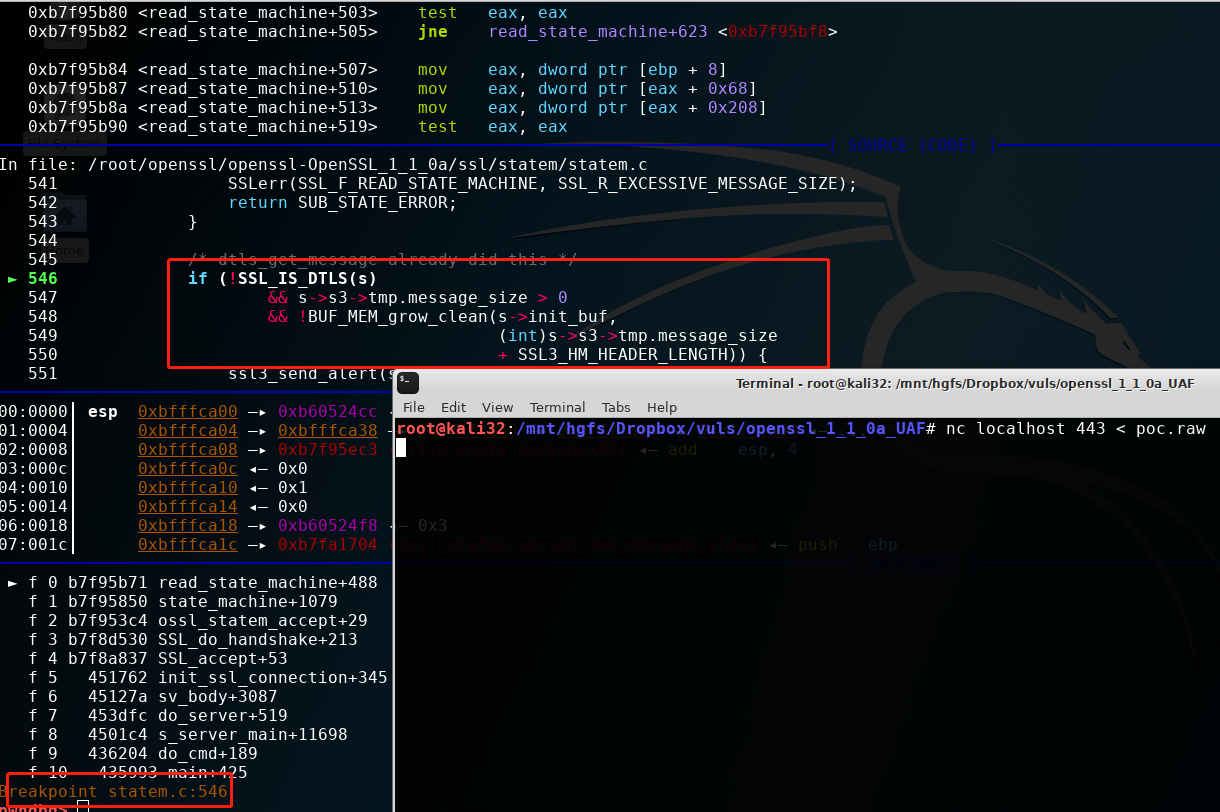 0xb7f95b80 <read_state_machine+503>    test   eax, eax
0xb7f95b82 <read_state_machine+505>    jne    read_state_machine+623 <0xb7f95bf8>
0xb7f95b84 <read_state_machine+507>    mov    eax, dword ptr [ebp + 8]
0xb7f95b87 <read_state_machine+510>    mov    eax, dword ptr [eax + 0x68]
0xb7f95b8a <read_state_machine+513>    mov    eax, dword ptr [eax + 0x208]
0xb7f95b90 <read_state_machine+519>    test   eax, eax
File System
[ SOURCE (CODE) ]
In file: /root/openssl/openssl-OpenSSL_1_1_0a/ssl/statem/statem.c
541                 SSLerr(SSL_F_READ_STATE_MACHINE, SSL_R_EXCESSIVE_MESSAGE_SIZE);
542                 return SUB_STATE_ERROR;
543             }
544
545             /* dtls_get_message already did this */
► 546             if (!SSL_IS_DTLS(s)
547                     && s->s3->tmp.message_size > 0
548                     && !BUF_MEM_grow_clean(s->init_buf,
549                                            (int)s->s3->tmp.message_size
550                                            + SSL3_HM_HEADER_LENGTH)) {
551                 ssl3_send_alert(s
Home
00:0000│ esp  0xbfffca00 —▸ 0xb60524cc
01:0004│      0xbfffca04 —▸ 0xbfffca38
02:0008│      0xbfffca08 —▸ 0xb7f95ec3 ◂— add    esp, 4
03:000c│      0xbfffca0c ◂— 0x0
04:0010│      0xbfffca10 ◂— 0x1
05:0014│      0xbfffca14 ◂— 0x0
06:0018│      0xbfffca18 —▸ 0xb60524f8 ◂— 0x3
07:001c│      0xbfffca1c —▸ 0xb7fa1704 (ossl_statem_server_max_message_size) ◂— push   ebp
► f 0 b7f95b71 read_state_machine+488
f 1 b7f95850 state_machine+1079
f 2 b7f953c4 ossl_statem_accept+29
f 3 b7f8d530 SSL_do_handshake+213
f 4 b7f8a837 SSL_accept+53
f 5   451762 init_ssl_connection+345
f 6   45127a sv_body+3087
f 7   453dfc do_server+519
f 8   4501c4 s_server_main+11698
f 9   436204 do_cmd+189
f 10   435993 main+425
Breakpoint statem.c:546
pwndbg>
Terminal - root@kali32: /mnt/hgfs/Dropbox/vuls/openssl_1_1_0a_UAF
File Edit View Terminal Tabs Help
root@kali32:/mnt/hgfs/Dropbox/vuls/openssl_1_1_0a_UAF# nc localhost 443 < poc.raw